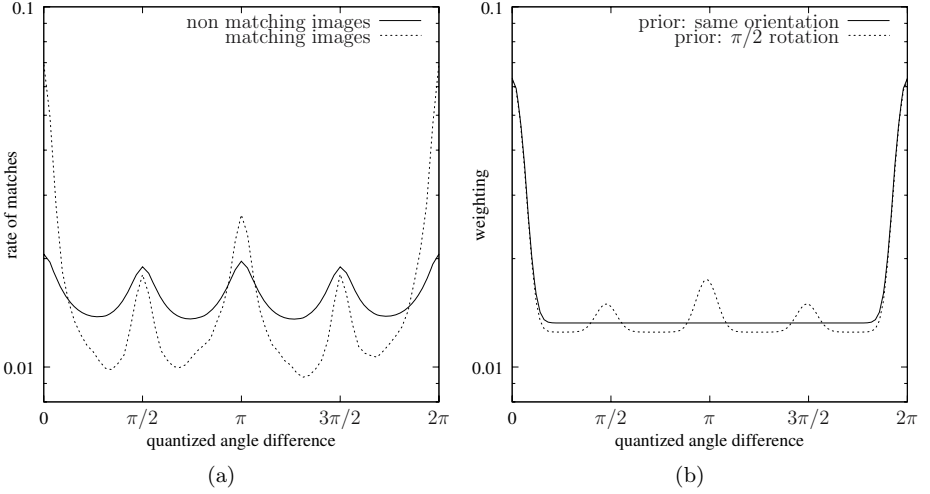 0.1
non matching images
matching images
rate of matches
0.01
0
π/2
π
3π/2
2π
quantized angle difference
(a)
0.1
prior: same orientation
prior: π/2 rotation
weighting
0.01
0
π/2
π
3π/2
2π
quantized angle difference
(b)